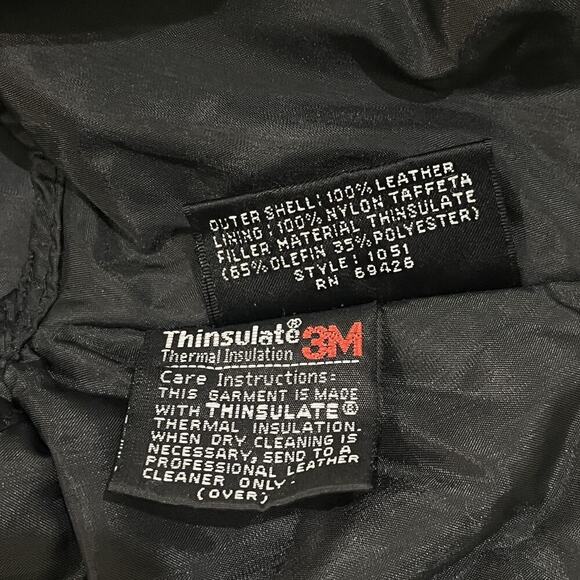 OUTER SHELL: 100% LEATHER
LINING: 100% NYLON TAFFETA
FILLER MATERIAL THINSULATE
(65% OLEFIN 35% POLYESTER)
STYLE: 1051
RN 69426
Thinsulate® 3M
Thermal Insulation
Care Instructions:
THIS GARMENT IS MADE
WITH THINSULATE®
THERMAL INSULATION.
WHEN DRY CLEANING IS
NECESSARY, SEND TO A
PROFESSIONAL LEATHER
CLEANER ONLY.
(OVER)